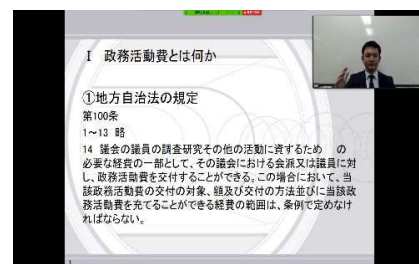 Ⅰ 政務活動費とは何か
①地方自治法の規定
第100条
1～13 略
14 議会の議員の調査研究その他の活動に資するため の
必要な経費の一部として、その議会における会派又は議員に対
し、政務活動費を交付することができる。この場合において、当
該政務活動費の交付の対象、額及び交付の方法並びに当該政
務活動費を充てることができる経費の範囲は、条例で定めなけ
ればならない。
1